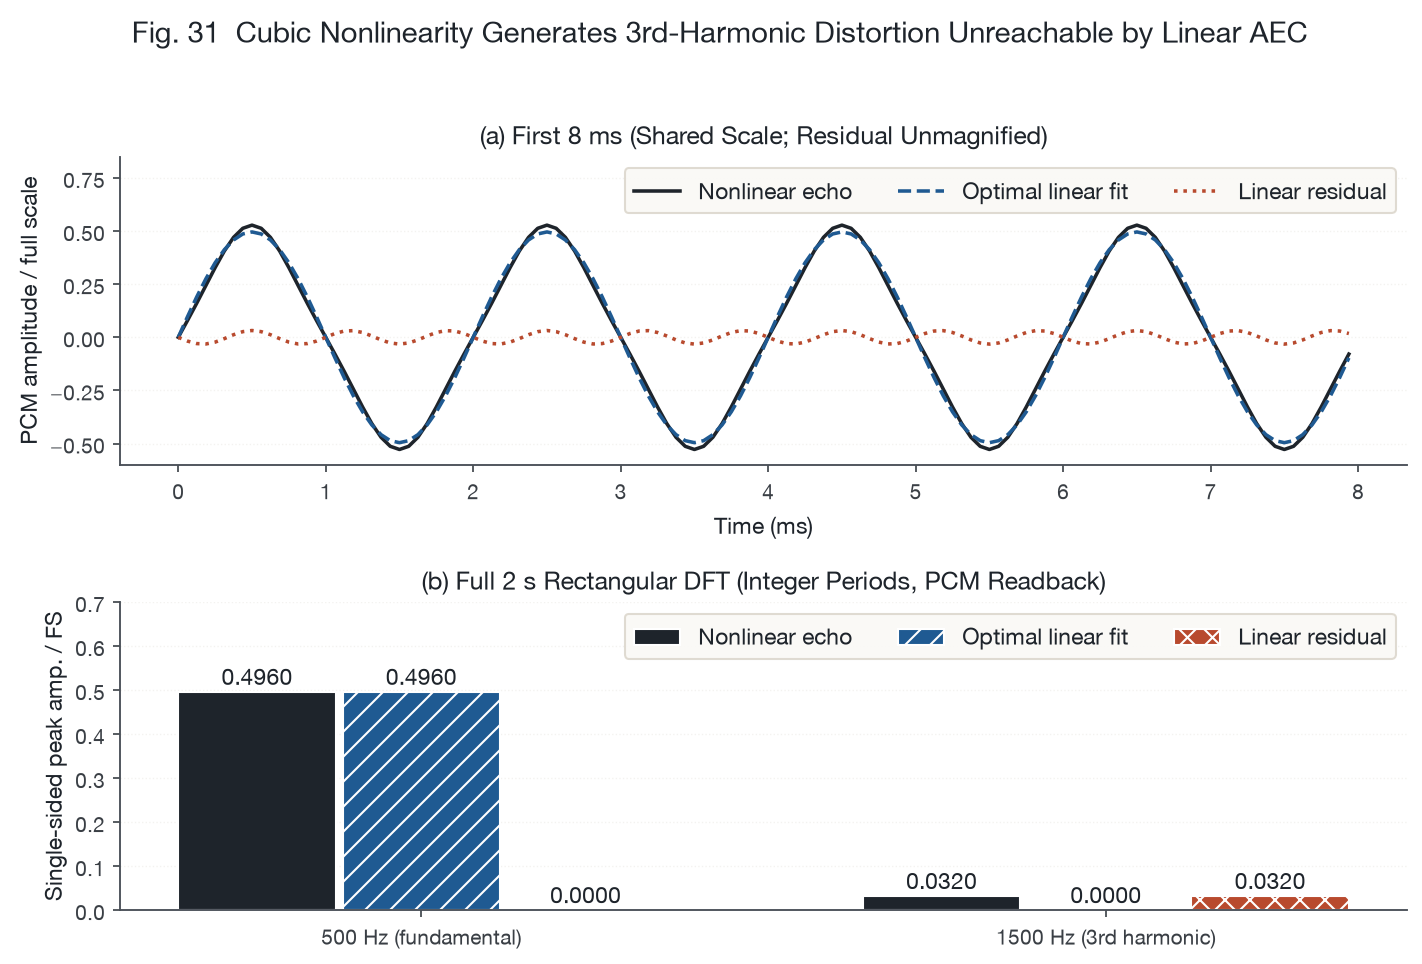 Fig. 31  Cubic Nonlinearity Generates 3rd-Harmonic Distortion Unreachable by Linear AEC
(a) First 8 ms (Shared Scale; Residual Unmagnified)
PCM amplitude / full scale
0.75
0.50
0.25
0.00
−0.25
−0.50
Nonlinear echo
Optimal linear fit
Linear residual
0 1 2 3 4 5 6 7 8
Time (ms)
(b) Full 2 s Rectangular DFT (Integer Periods, PCM Readback)
Single-sided peak amp. / FS
0.7
0.6
0.5
0.4
0.3
0.2
0.1
0.0
Nonlinear echo
Optimal linear fit
Linear residual
0.4960 0.4960 0.0000 0.0320 0.0000 0.0320
500 Hz (fundamental) 1500 Hz (3rd harmonic)